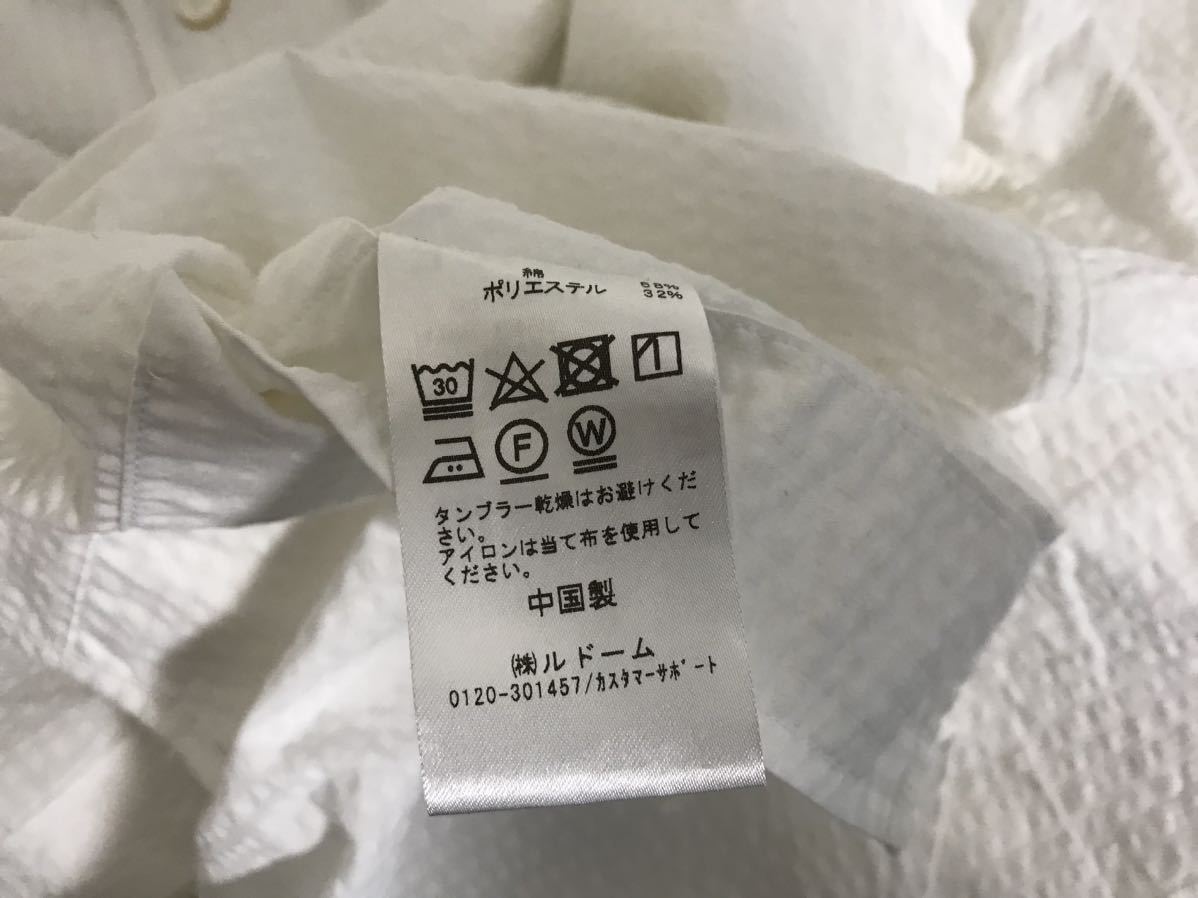 綿
ポリエステル 32%
30
F
W
タンブラー乾燥はお避けくだ
さい。
アイロンは当て布を使用して
ください。
中国製
(株)ルドーム
0120-301457/カスタマーサポート